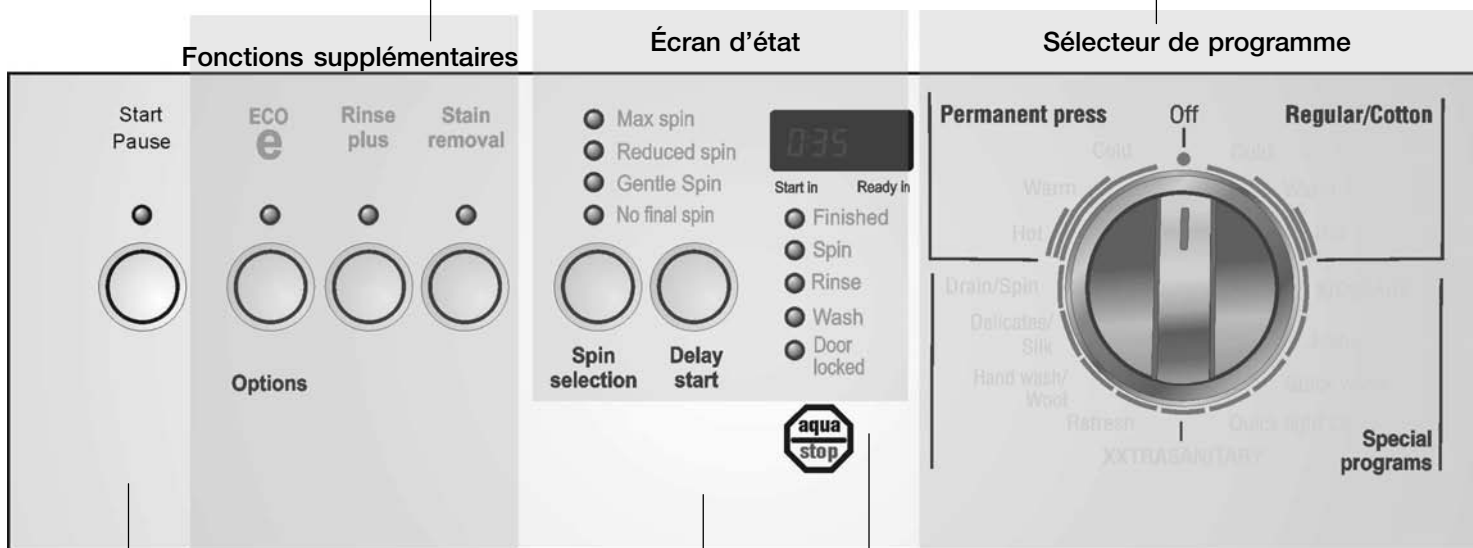 Fonctions supplémentaires
Écran d'état
Sélecteur de programme
Start
Pause
ECO
e
Rinse
plus
Stain
removal
Options
Max spin
Reduced spin
Gentle Spin
No final spin
Spin
selection
Delay
start
0:35
Start in
Ready in
Finished
Spin
Rinse
Wash
Door
locked
aqua
stop
Permanent press
Off
Regular/Cotton
Cold
Cold
Warm
Hot
Drain/Spin
Delicates/
Silk
Hand wash/
Wool
Refresh
XXTRASANITARY
Special
programs